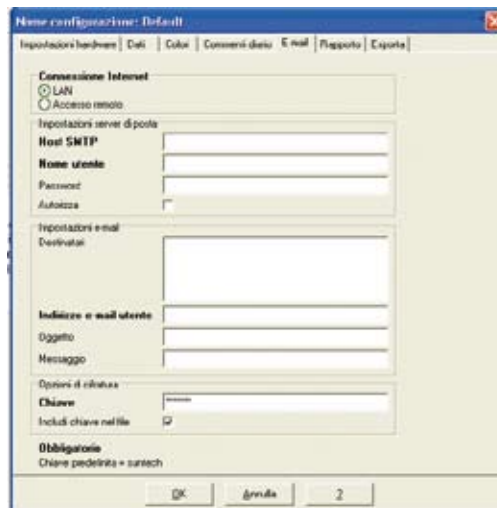 Nome configurazione: Default
Impostazioni hardware Dati Colori Commenti diario E-mail Rapporto Esporta
Connessione Internet
LAN
Accesso remoto
Impostazioni server di posta
Host SMTP
Nome utente
Password
Autorizza
Impostazioni e-mail
Destinatari
Indirizzo e-mail utente
Oggetto
Messaggio
Opzioni di cifratura
Chiave
Includi chiave nel file
Obbligatorio
Chiave predefinita = suntech
OK Annulla ?